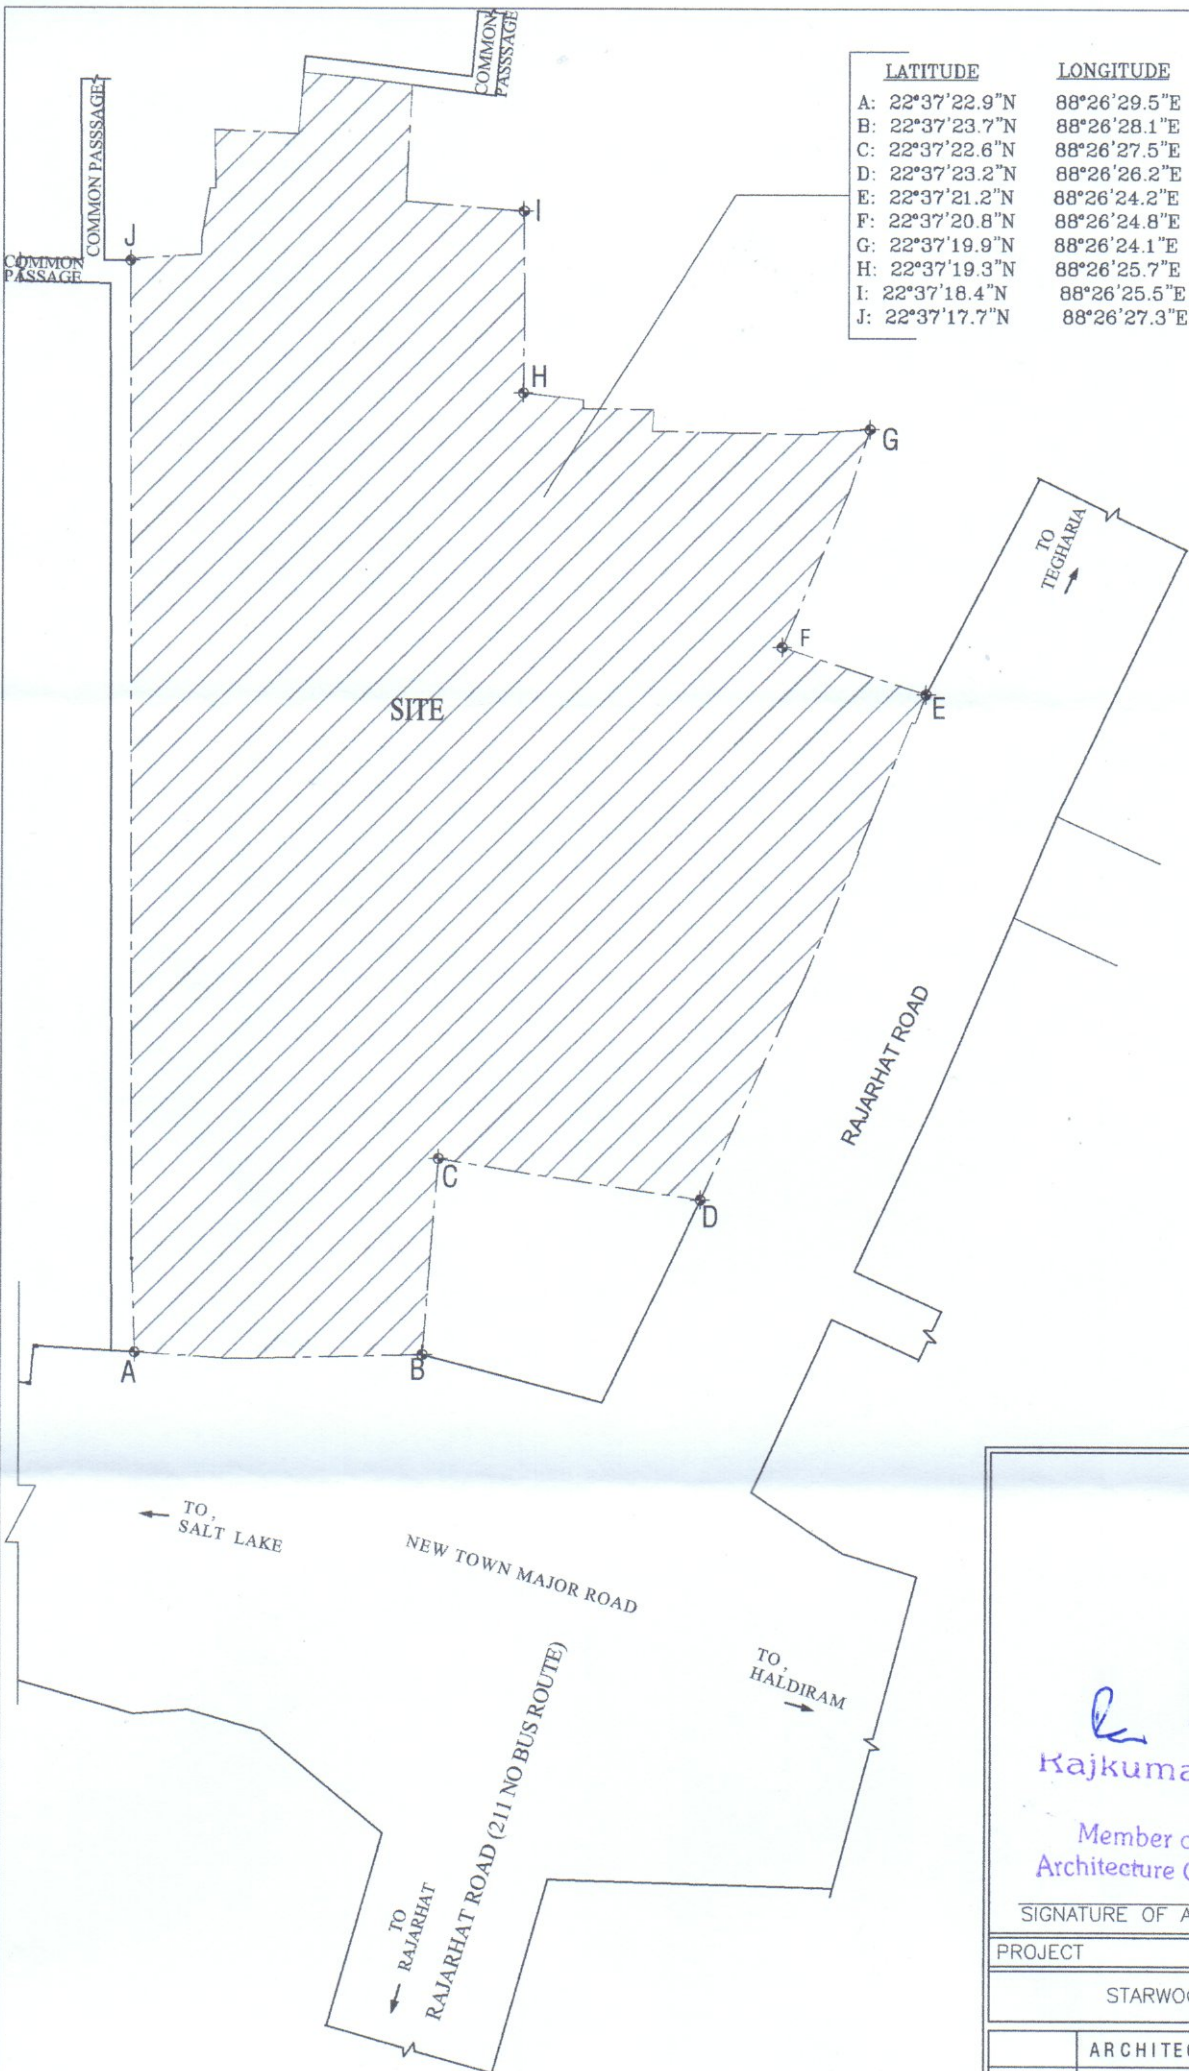 COMMON
PASSSAGE
LATITUDE LONGITUDE
A: 22°37'22.9"N 88°26'29.5"E
B: 22°37'23.7"N 88°26'28.1"E
C: 22°37'22.6"N 88°26'27.5"E
D: 22°37'23.2"N 88°26'26.2"E
E: 22°37'21.2"N 88°26'24.2"E
F: 22°37'20.8"N 88°26'24.8"E
G: 22°37'19.9"N 88°26'24.1"E
H: 22°37'19.3"N 88°26'25.7"E
I: 22°37'18.4"N 88°26'25.5"E
J: 22°37'17.7"N 88°26'27.3"E
COMMON PASSSAGE
J
I
COMMON
PASSAGE
H
G
TO
TEGHARIA
F
E
SITE
RAJARHAT ROAD
C
D
A
B
TO,
SALT LAKE
NEW TOWN MAJOR ROAD
TO,
HALDIRAM
RAJARHAT ROAD (211 NO BUS ROUTE)
TO
RAJARHAT
Rajkuma
Member o
Architecture
SIGNATURE OF A
PROJECT
STARWOO
ARCHITEC